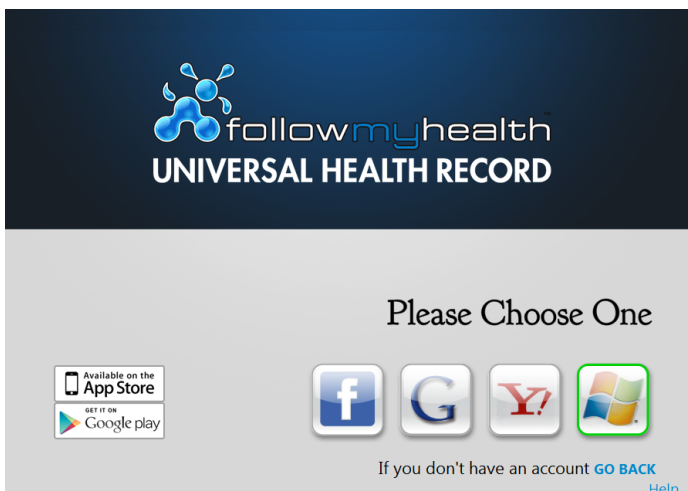 followmyhealth
UNIVERSAL HEALTH RECORD
Please Choose One
Available on the
App Store
GET IT ON
Google play
f
G
Y!
If you don't have an account GO BACK
Help